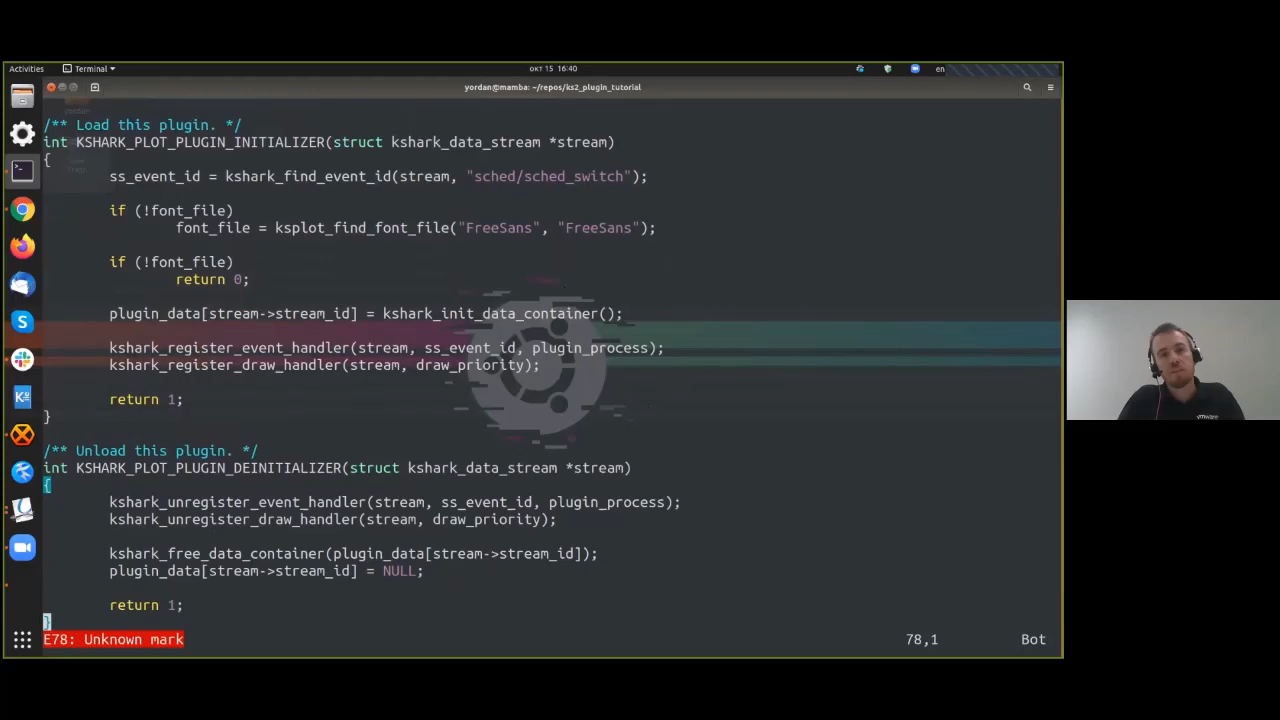 Activities
Terminal
окт 15 16:40
en
yordan@mamba: ~/repos/ks2_plugin_tutorial
/** Load this plugin. */
int KSHARK_PLOT_PLUGIN_INITIALIZER(struct kshark_data_stream *stream)
{
ss_event_id = kshark_find_event_id(stream, "sched/sched_switch");
if (!font_file)
font_file = ksplot_find_font_file("FreeSans", "FreeSans");
if (!font_file)
return 0;
plugin_data[stream->stream_id] = kshark_init_data_container();
kshark_register_event_handler(stream, ss_event_id, plugin_process);
kshark_register_draw_handler(stream, draw_priority);
return 1;
}
/** Unload this plugin. */
int KSHARK_PLOT_PLUGIN_DEINITIALIZER(struct kshark_data_stream *stream)
{
kshark_unregister_event_handler(stream, ss_event_id, plugin_process);
kshark_unregister_draw_handler(stream, draw_priority);
kshark_free_data_container(plugin_data[stream->stream_id]);
plugin_data[stream->stream_id] = NULL;
return 1;
}
E78: Unknown mark
78,1
Bot
vmware